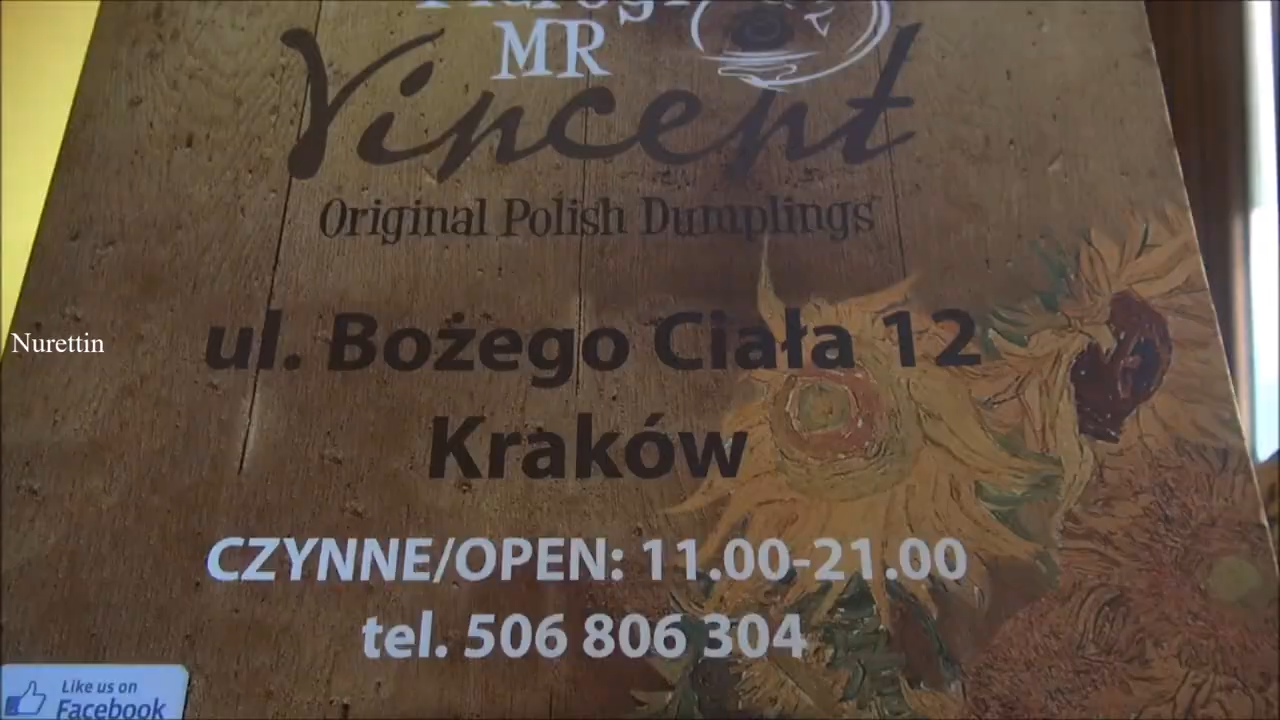 MR
Vincent
Original Polish Dumplings
ul. Bożego Ciała 12
Nurettin
Kraków
CZYNNE/OPEN: 11.00-21.00
tel. 506 806 304
Like us on
Facebook